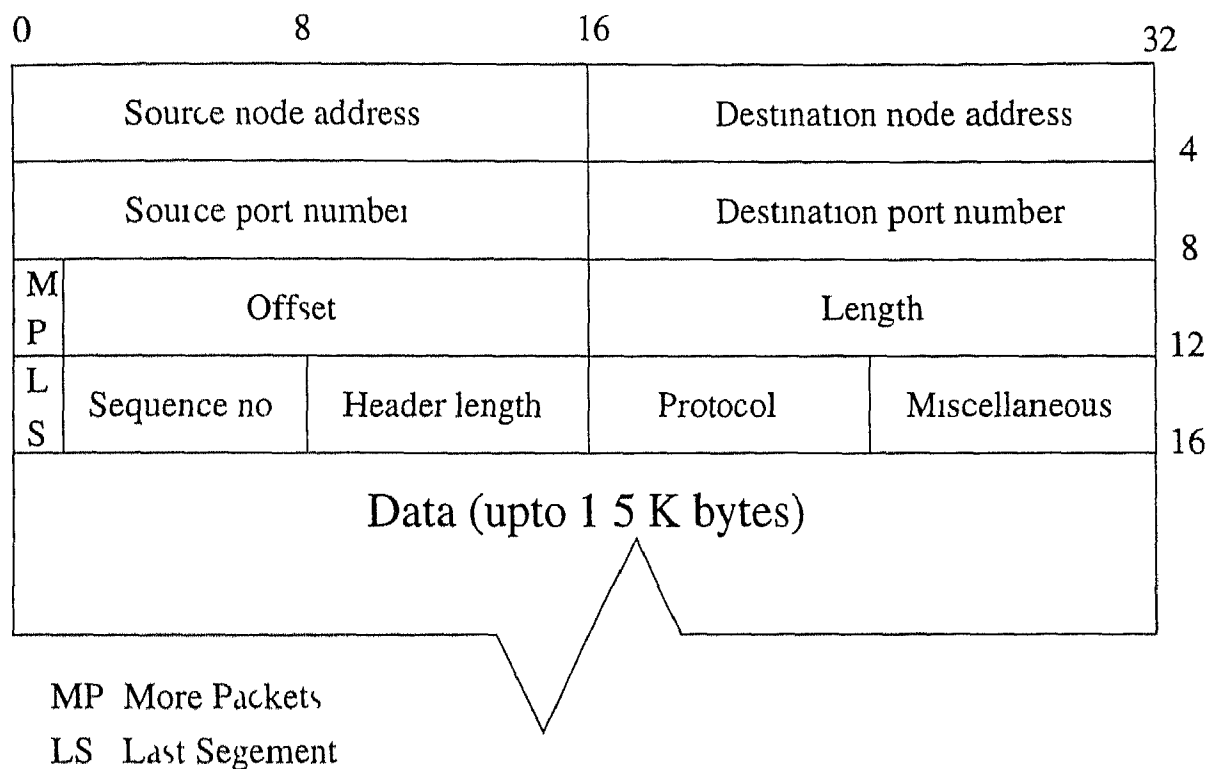 0 8 16 32
Source node address Destination node address
4
Source port number Destination port number
8
M
P
Offset Length
12
L
S
Sequence no Header length Protocol Miscellaneous
16
Data (upto 1 5 K bytes)
MP More Packets
LS Last Segement